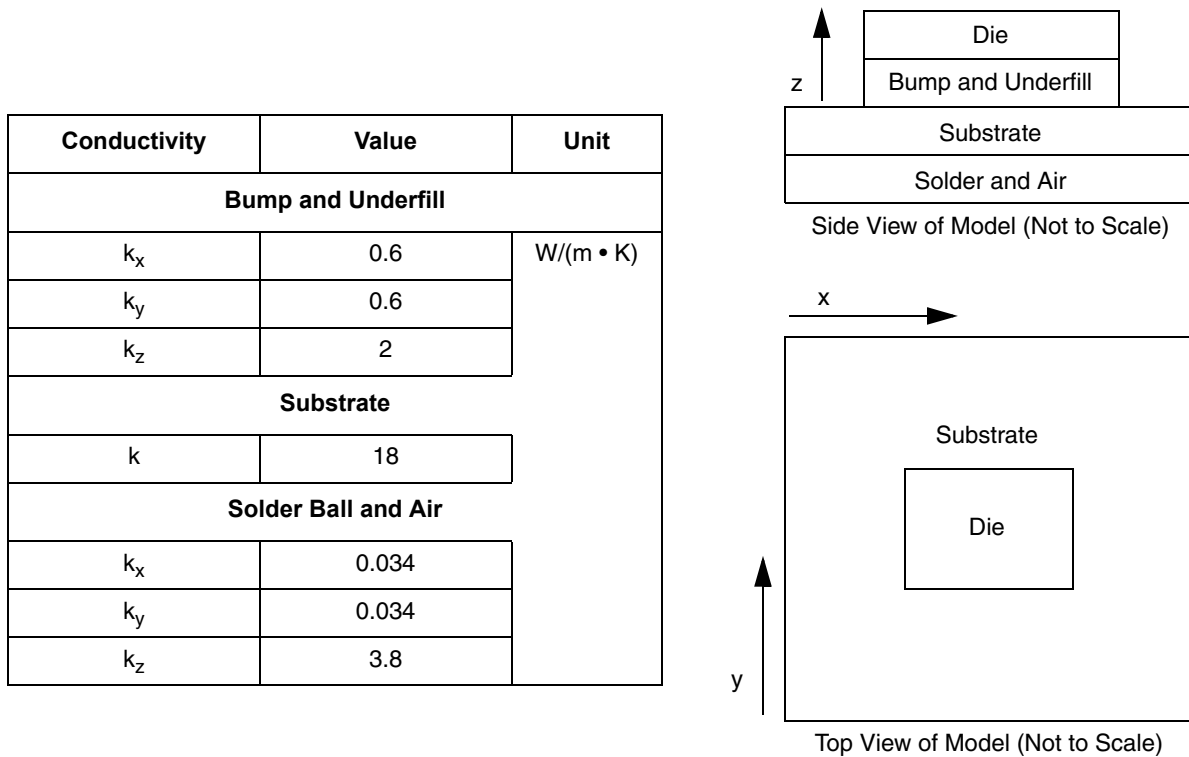 Conductivity Value Unit
Bump and Underfill
kx 0.6 W/(m • K)
ky 0.6
kz 2
Substrate
k 18
Solder Ball and Air
kx 0.034
ky 0.034
kz 3.8
z
Die
Bump and Underfill
Substrate
Solder and Air
Side View of Model (Not to Scale)
x
Substrate
Die
y
Top View of Model (Not to Scale)